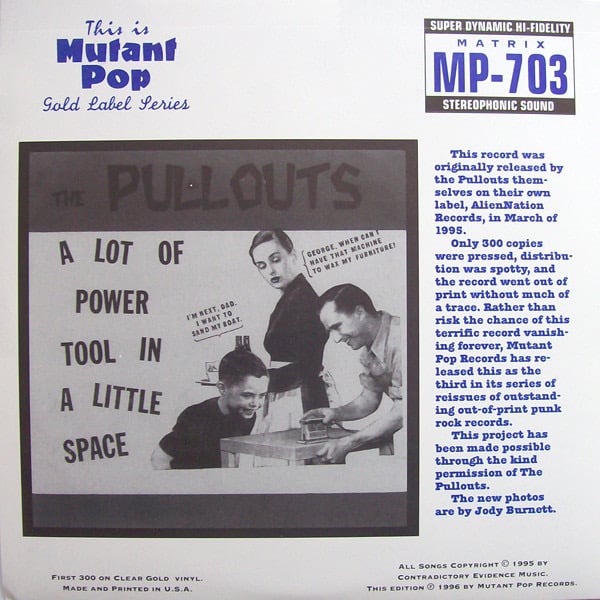 This is
Mutant
Pop
Gold Label Series
SUPER DYNAMIC HI-FIDELITY
MATRIX
MP-703
STEREOPHONIC SOUND
THE PULLOUTS
A LOT OF
POWER
TOOL IN
A LITTLE
SPACE
GEORGE, WHEN CAN I
HAVE THAT MACHINE
TO WAX MY FURNITURE?
I'M NEXT, DAD.
I WANT TO
SAND MY BOAT.
This record was
originally released by
the Pullouts them-
selves on their own
label, AlienNation
Records, in March of
1995.
Only 300 copies
were pressed, distribu-
tion was spotty, and
the record went out of
print without much of
a trace. Rather than
risk the chance of this
terrific record vanish-
ing forever, Mutant
Pop Records has re-
leased this as the
third in its series of
reissues of outstand-
ing out-of-print punk
rock records.
This project has
been made possible
through the kind
permission of The
Pullouts.
The new photos
are by Jody Burnett.
First 300 on Clear Gold vinyl.
Made and Printed in U.S.A.
All Songs Copyright © 1995 by
Contradictory Evidence Music.
This edition ℗ 1996 by Mutant Pop Records.